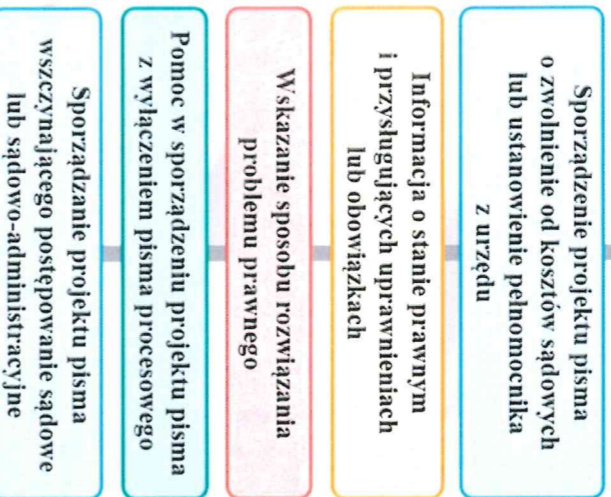 Sporządzenie projektu pisma
o zwolnienie od kosztów sądowych
lub ustanowienie pełnomocnika
z urzędu
Informacja o stanie prawnym
i przysługujących uprawnieniach
lub obowiązkach
Wskazanie sposobu rozwiązania
problemu prawnego
Pomoc w sporządzeniu projektu pisma
z wyłączeniem pisma procesowego
Sporządzanie projektu pisma
wszczynającego postępowanie sądowe
lub sądowo-administracyjne